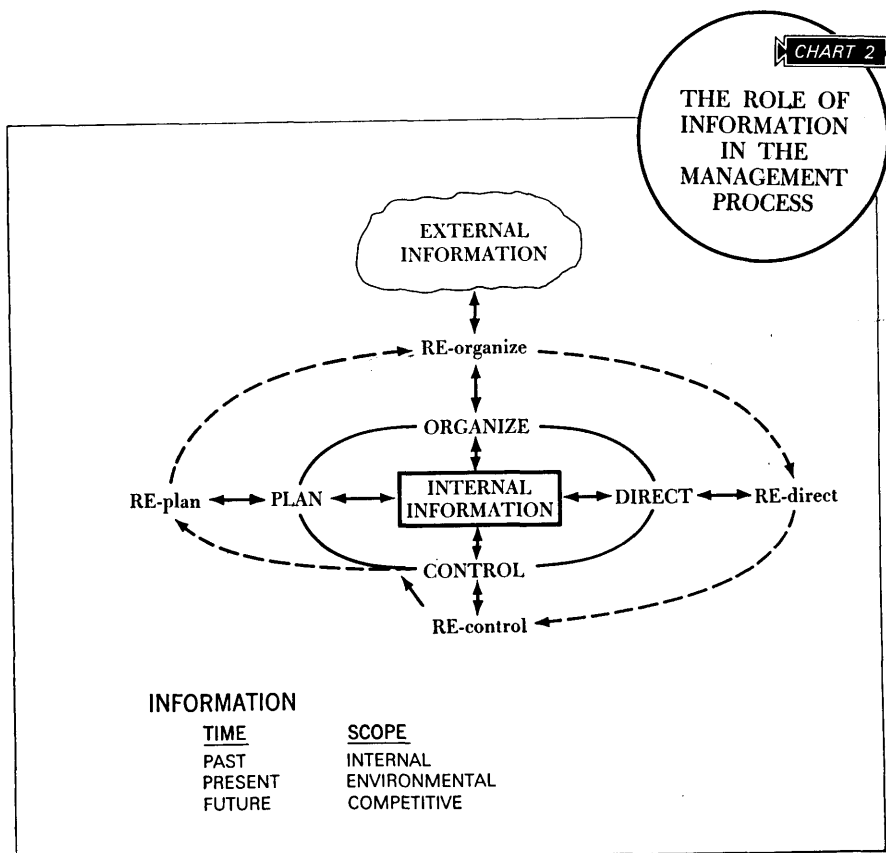 CHART 2
THE ROLE OF
INFORMATION
IN THE
MANAGEMENT
PROCESS
EXTERNAL
INFORMATION
RE-organize
ORGANIZE
RE-plan
PLAN
INTERNAL
INFORMATION
DIRECT
RE-direct
CONTROL
RE-control
INFORMATION
TIME SCOPE
PAST INTERNAL
PRESENT ENVIRONMENTAL
FUTURE COMPETITIVE